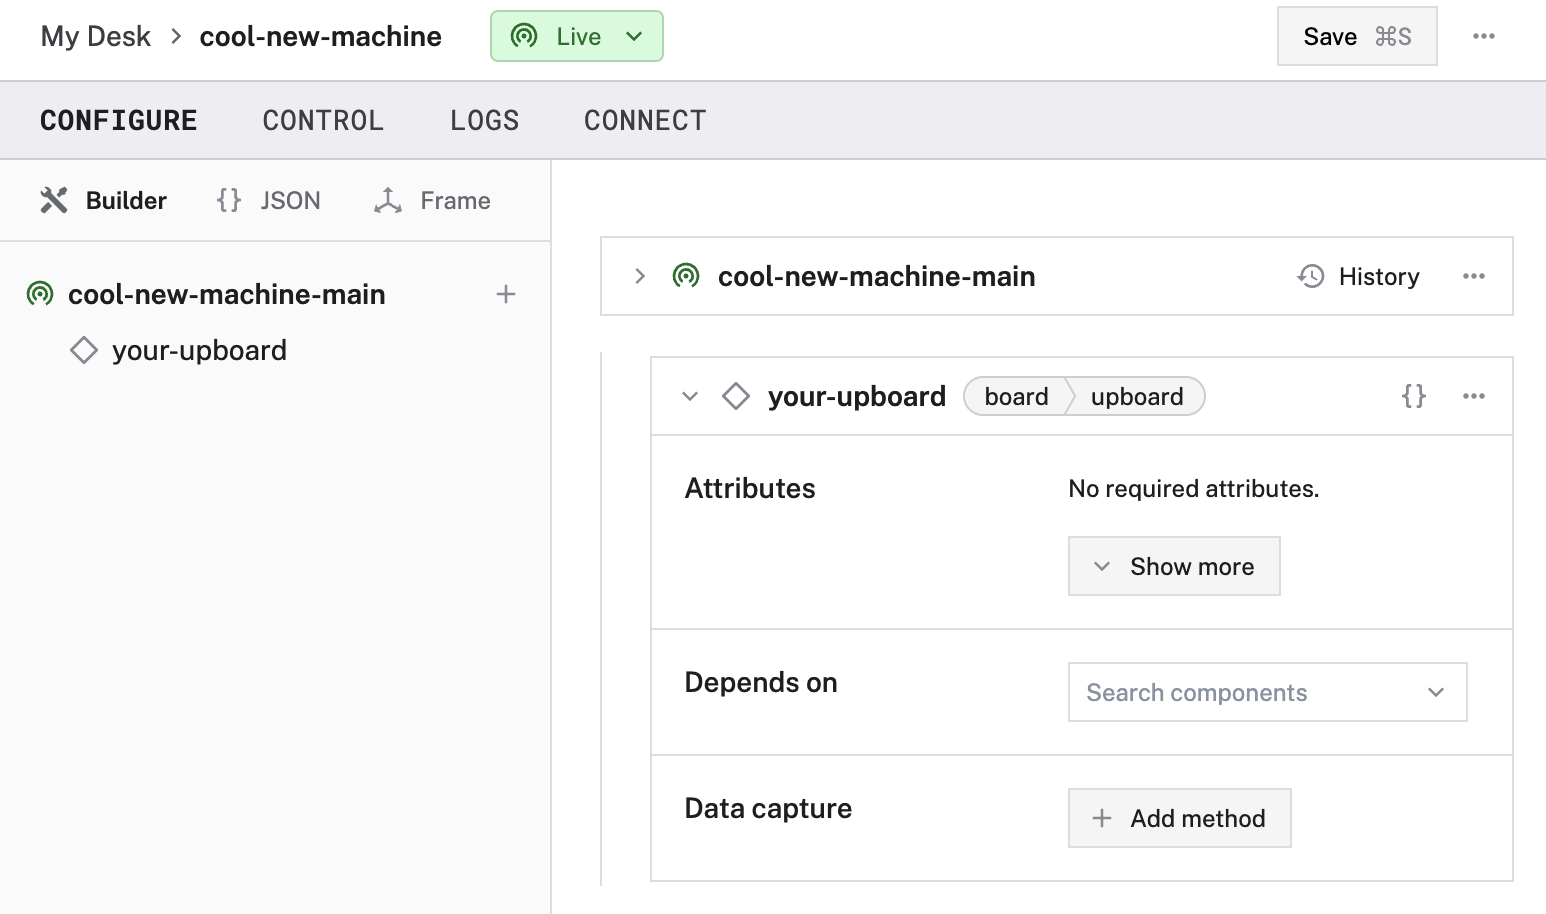 My Desk > cool-new-machine Live Save ⌘S
CONFIGURE CONTROL LOGS CONNECT
Builder {} JSON Frame
cool-new-machine-main
your-upboard
cool-new-machine-main History
your-upboard board upboard {}
Attributes No required attributes.
Show more
Depends on Search components
Data capture + Add method